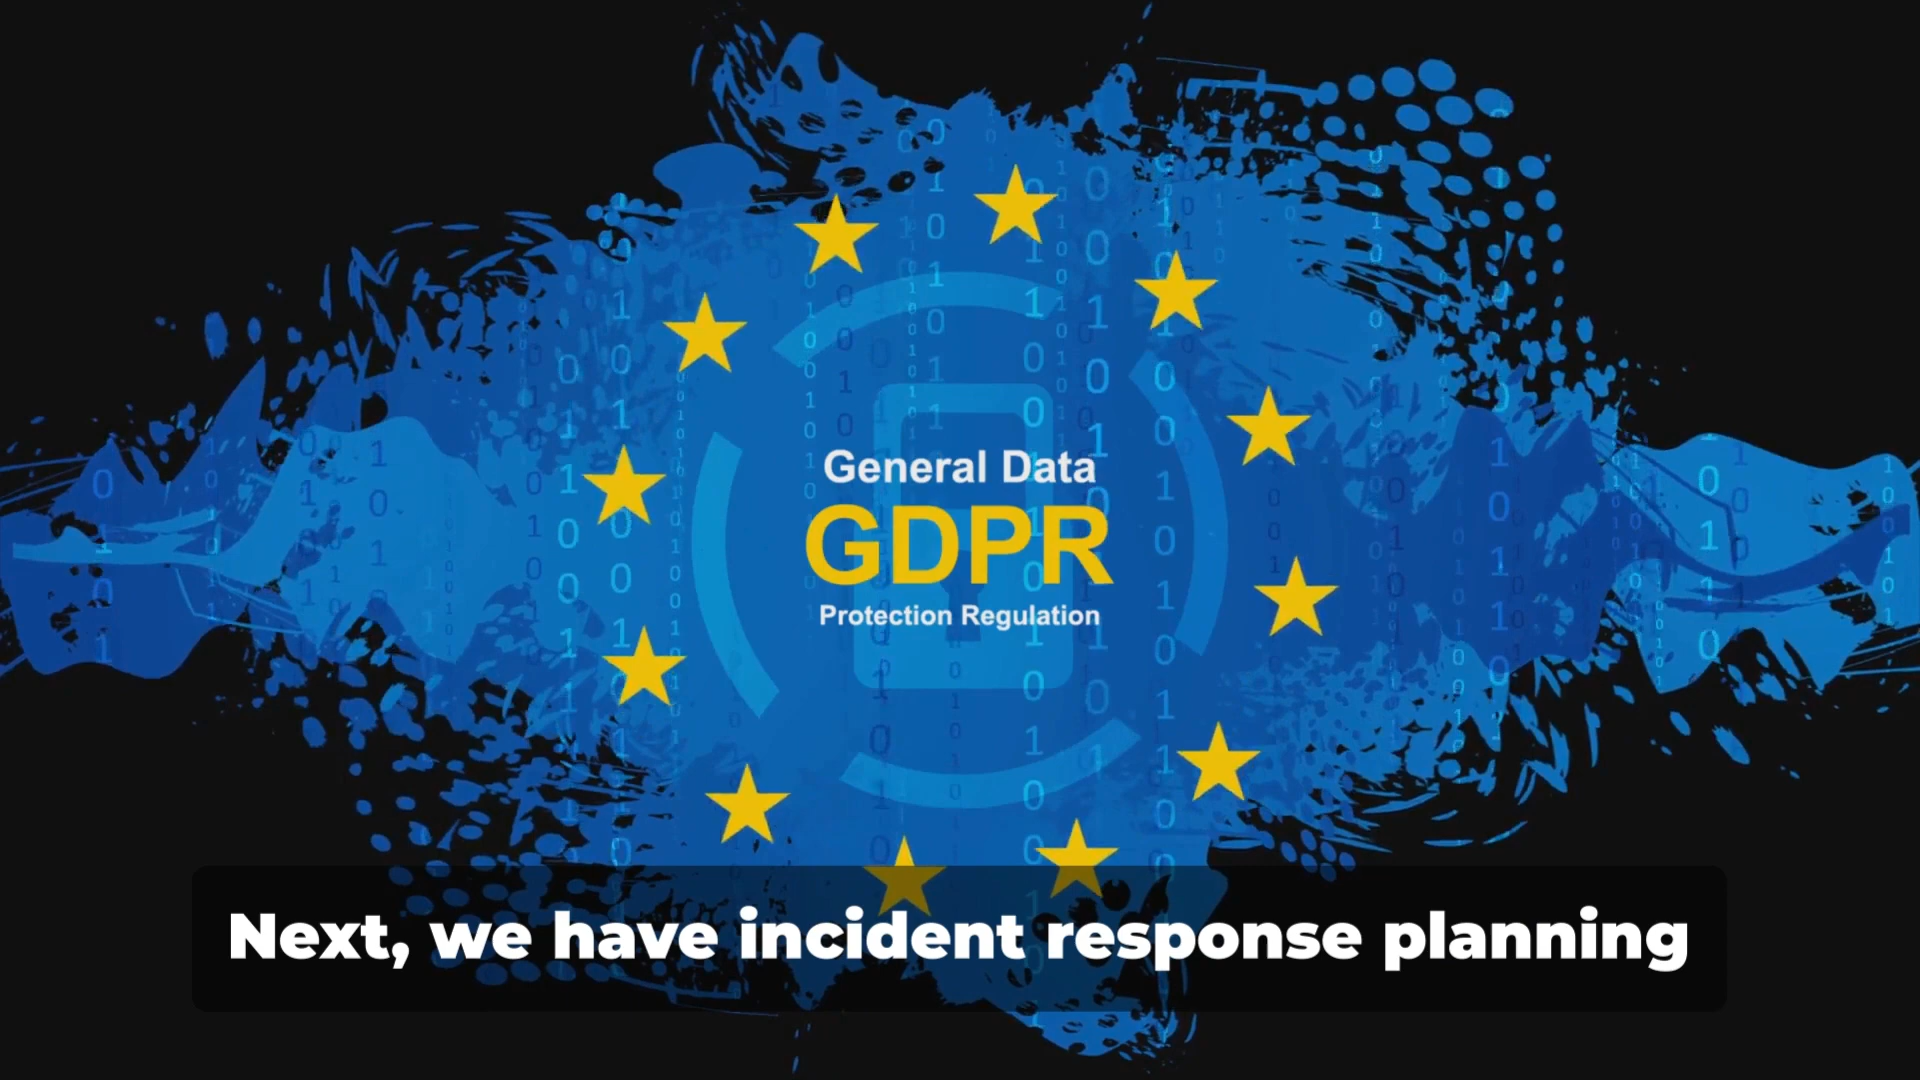 General Data
GDPR
Protection Regulation
Next, we have incident response planning